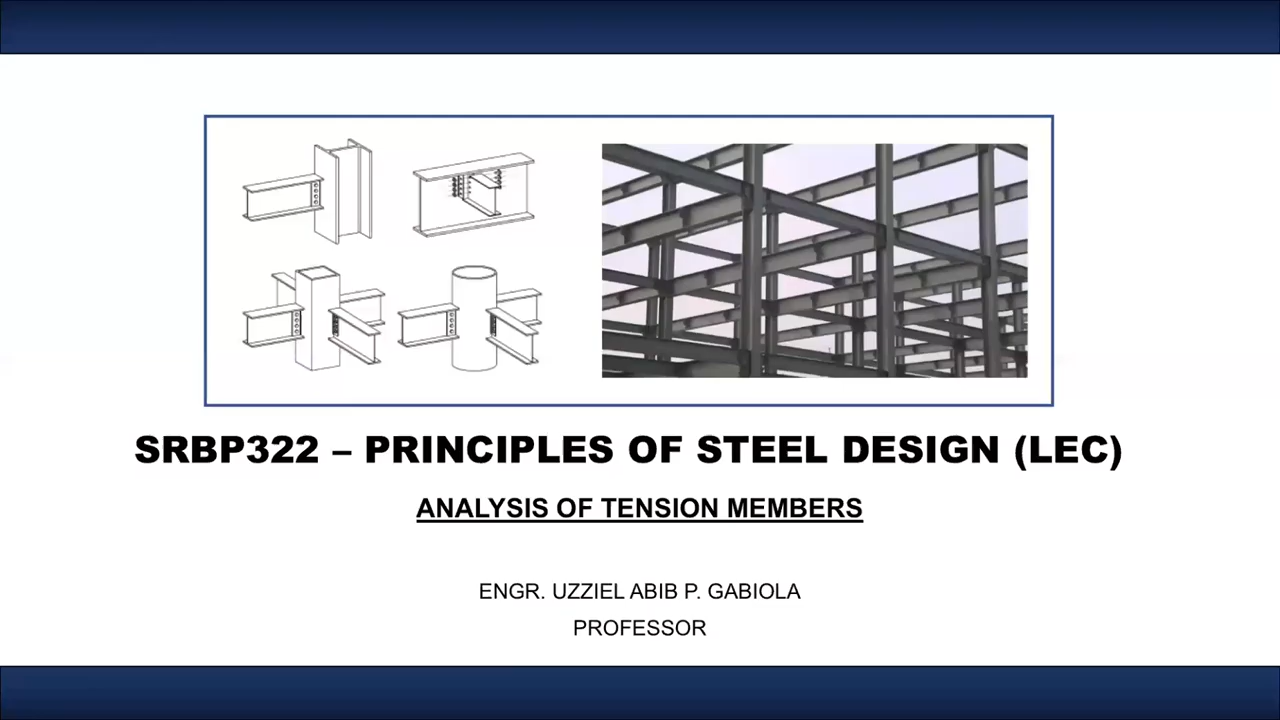 SRBP322 – PRINCIPLES OF STEEL DESIGN (LEC)
ANALYSIS OF TENSION MEMBERS
ENGR. UZZIEL ABIB P. GABIOLA
PROFESSOR